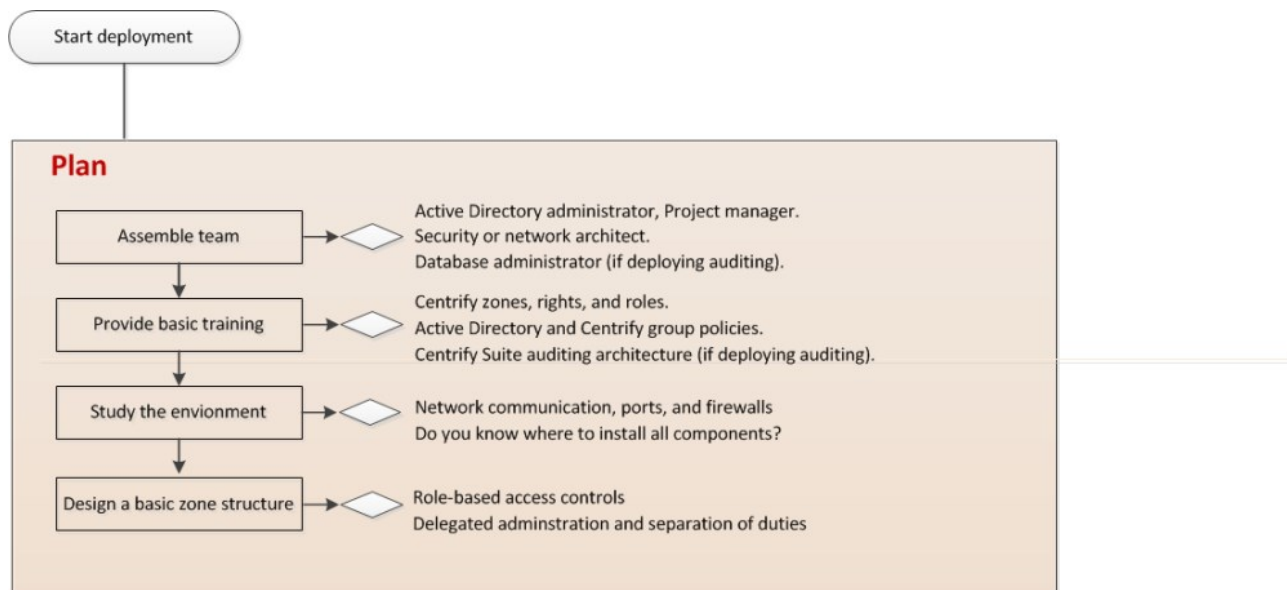 Start deployment
Plan
Assemble team
Active Directory administrator, Project manager.
Security or network architect.
Database administrator (if deploying auditing).
Provide basic training
Centrify zones, rights, and roles.
Active Directory and Centrify group policies.
Centrify Suite auditing architecture (if deploying auditing).
Study the envionment
Network communication, ports, and firewalls
Do you know where to install all components?
Design a basic zone structure
Role-based access controls
Delegated adminstration and separation of duties